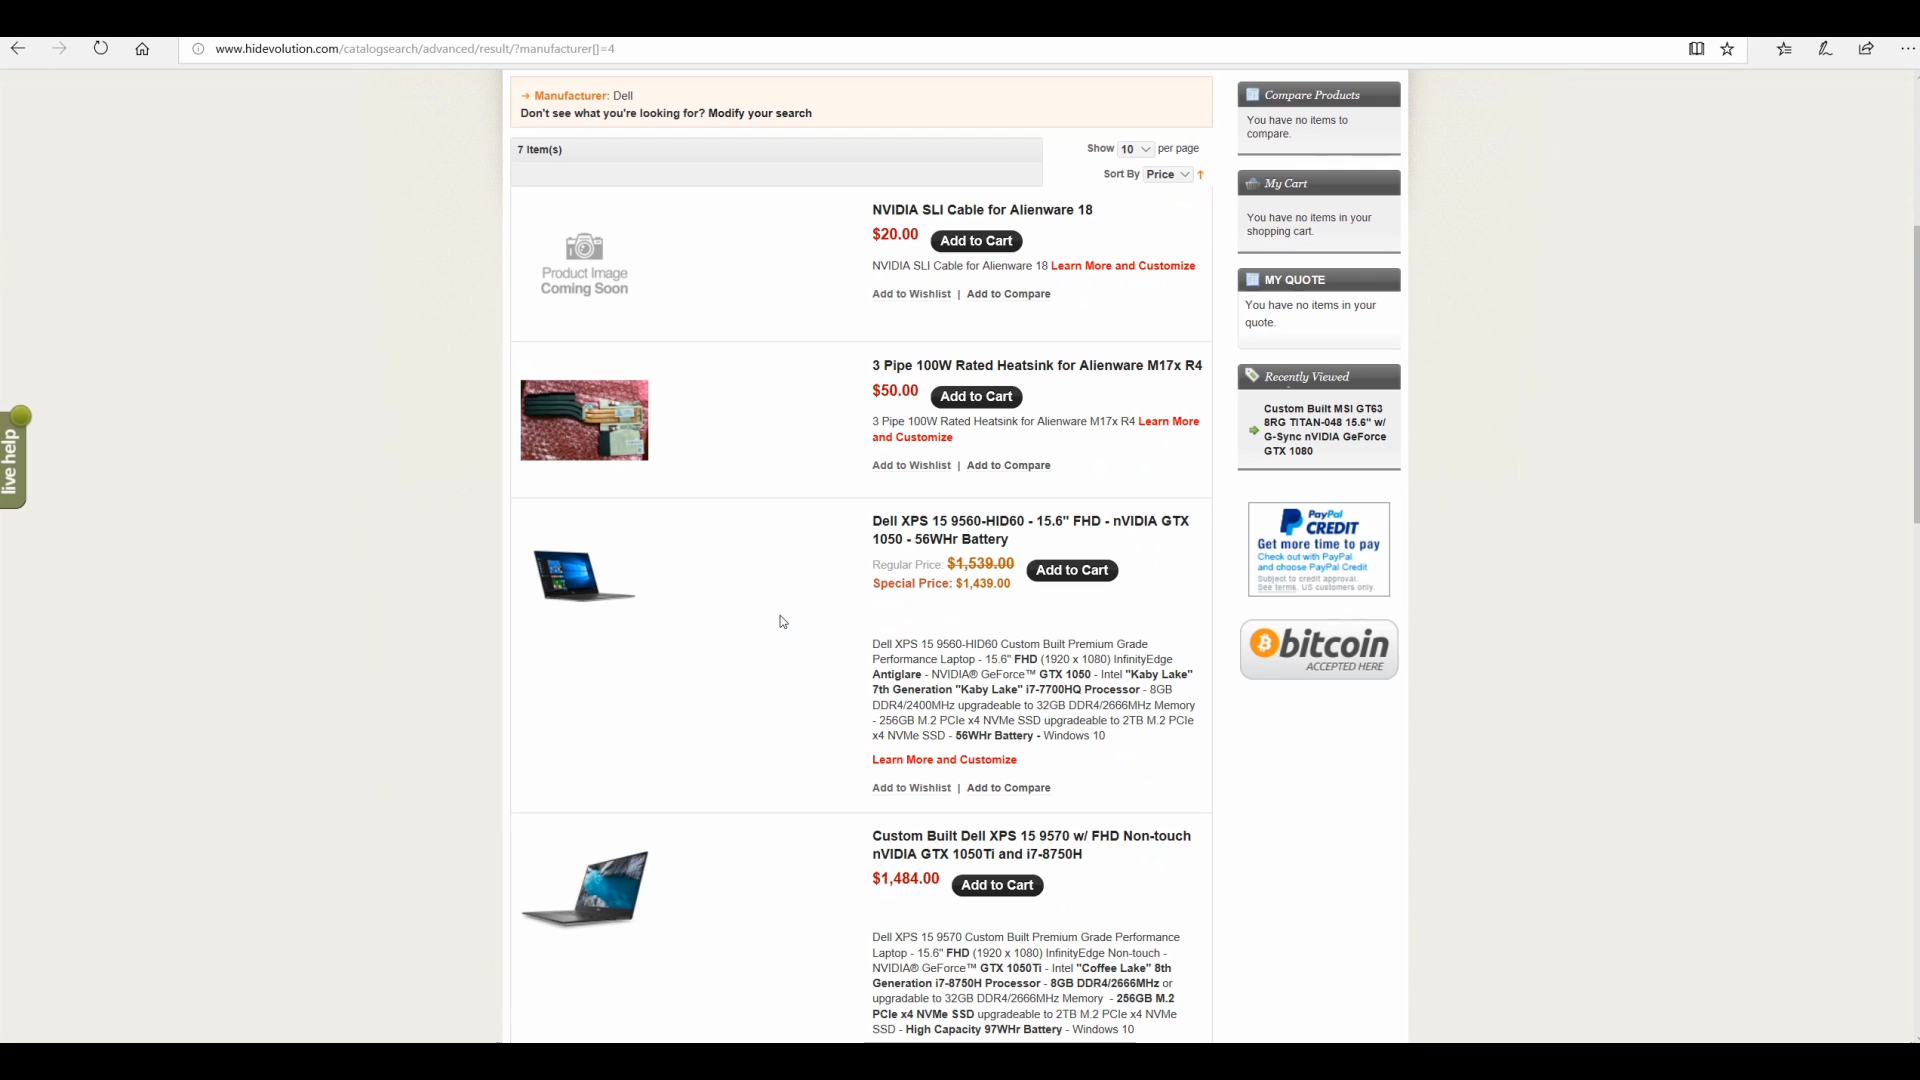 www.hidevolution.com/catalogsearch/advanced/result/?manufacturer[]=4
→ Manufacturer: Dell
Don't see what you're looking for? Modify your search
7 Item(s)
Show 10 per page
Sort By Price
NVIDIA SLI Cable for Alienware 18
$20.00 Add to Cart
NVIDIA SLI Cable for Alienware 18 Learn More and Customize
Add to Wishlist | Add to Compare
Product Image
Coming Soon
3 Pipe 100W Rated Heatsink for Alienware M17x R4
$50.00 Add to Cart
3 Pipe 100W Rated Heatsink for Alienware M17x R4 Learn More
and Customize
Add to Wishlist | Add to Compare
Dell XPS 15 9560-HID60 - 15.6" FHD - nVIDIA GTX
1050 - 56WHr Battery
Regular Price: $1,539.00 Add to Cart
Special Price: $1,439.00
Dell XPS 15 9560-HID60 Custom Built Premium Grade
Performance Laptop - 15.6" FHD (1920 x 1080) InfinityEdge
Antiglare - NVIDIA® GeForce™ GTX 1050 - Intel "Kaby Lake"
7th Generation "Kaby Lake" i7-7700HQ Processor - 8GB
DDR4/2400MHz upgradeable to 32GB DDR4/2666MHz Memory
- 256GB M.2 PCIe x4 NVMe SSD upgradeable to 2TB M.2 PCIe
x4 NVMe SSD - 56WHr Battery - Windows 10
Learn More and Customize
Add to Wishlist | Add to Compare
Custom Built Dell XPS 15 9570 w/ FHD Non-touch
nVIDIA GTX 1050Ti and i7-8750H
$1,484.00 Add to Cart
Dell XPS 15 9570 Custom Built Premium Grade Performance
Laptop - 15.6" FHD (1920 x 1080) InfinityEdge Non-touch -
NVIDIA® GeForce™ GTX 1050Ti - Intel "Coffee Lake" 8th
Generation i7-8750H Processor - 8GB DDR4/2666MHz or
upgradable to 32GB DDR4/2666MHz Memory - 256GB M.2
PCIe x4 NVMe SSD upgradeable to 2TB M.2 PCIe x4 NVMe
SSD - High Capacity 97WHr Battery - Windows 10
Compare Products
You have no items to
compare.
My Cart
You have no items in your
shopping cart.
MY QUOTE
You have no items in your
quote.
Recently Viewed
Custom Built MSI GT63
8RG TITAN-048 15.6" w/
G-Sync nVIDIA GeForce
GTX 1080
PayPal
CREDIT
Get more time to pay
Check out with PayPal
and choose PayPal Credit
Subject to credit approval.
See terms. US customers only.
bitcoin
ACCEPTED HERE
live help